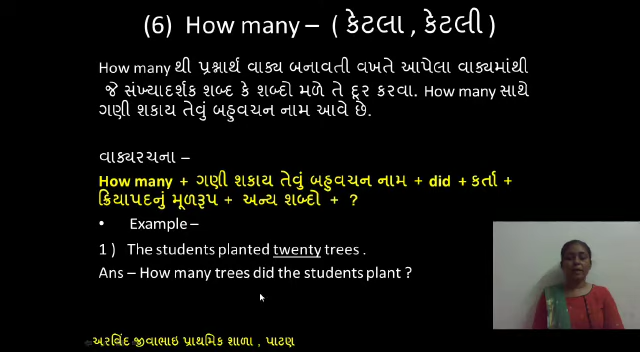 (6) How many – ( કેટલા , કેટલી )
How many થી પ્રશ્નાર્થ વાક્ય બનાવતી વખતે આપેલા વાક્યમાંથી
જે સંખ્યાદર્શક શબ્દ કે શબ્દો મળે તે દૂર કરવા. How many સાથે
ગણી શકાય તેવું બહુવચન નામ આવે છે.
વાક્યરચના –
How many + ગણી શકાય તેવું બહુવચન નામ + did + કર્તા +
ક્રિયાપદનું મૂળરૂપ + અન્ય શબ્દો + ?
• Example –
1 ) The students planted twenty trees .
Ans – How many trees did the students plant ?
અરવિંદ જીવાભાઇ પ્રાથમિક શાળા , પાટણ